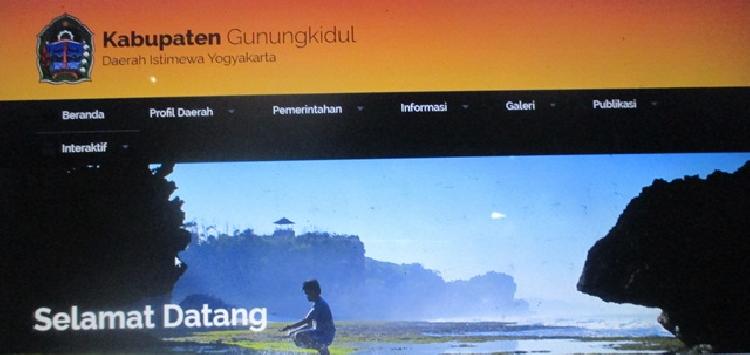 Kabupaten Gunungkidul
Daerah Istimewa Yogyakarta
Beranda Profil Daerah Pemerintahan Informasi Galeri Publikasi
Interaktif
Selamat Datang